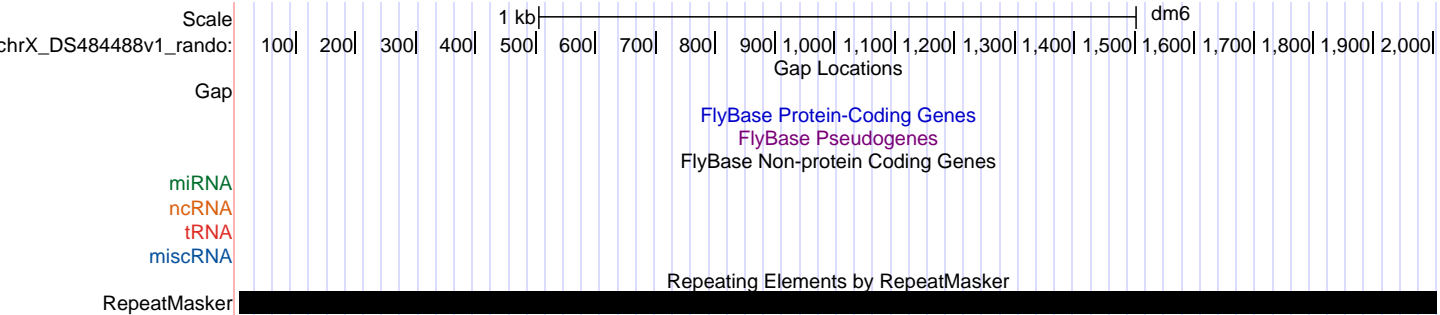 Scale 1 kb dm6
chrX_DS484488v1_rando: 100| 200| 300| 400| 500| 600| 700| 800| 900| 1,000| 1,100| 1,200| 1,300| 1,400| 1,500| 1,600| 1,700| 1,800| 1,900| 2,000|
Gap Locations
Gap
FlyBase Protein-Coding Genes
FlyBase Pseudogenes
FlyBase Non-protein Coding Genes
miRNA
ncRNA
tRNA
miscRNA
Repeating Elements by RepeatMasker
RepeatMasker